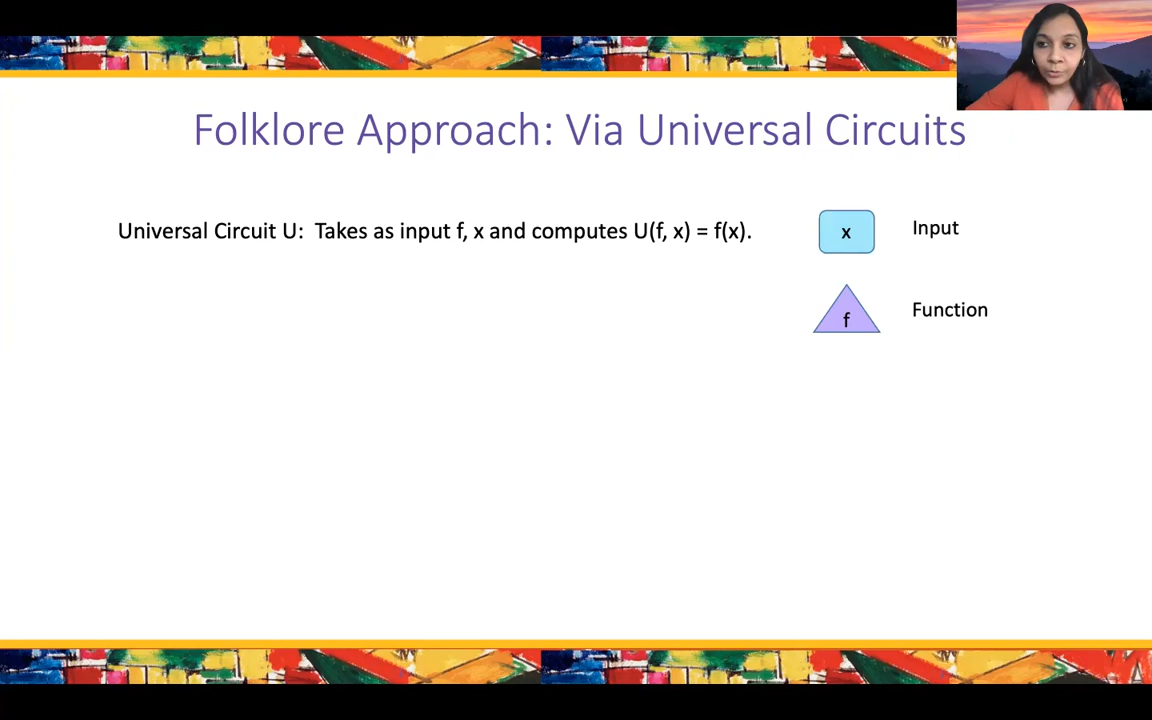 Folklore Approach: Via Universal Circuits
Universal Circuit U: Takes as input f, x and computes U(f, x) = f(x).
x
Input
f
Function